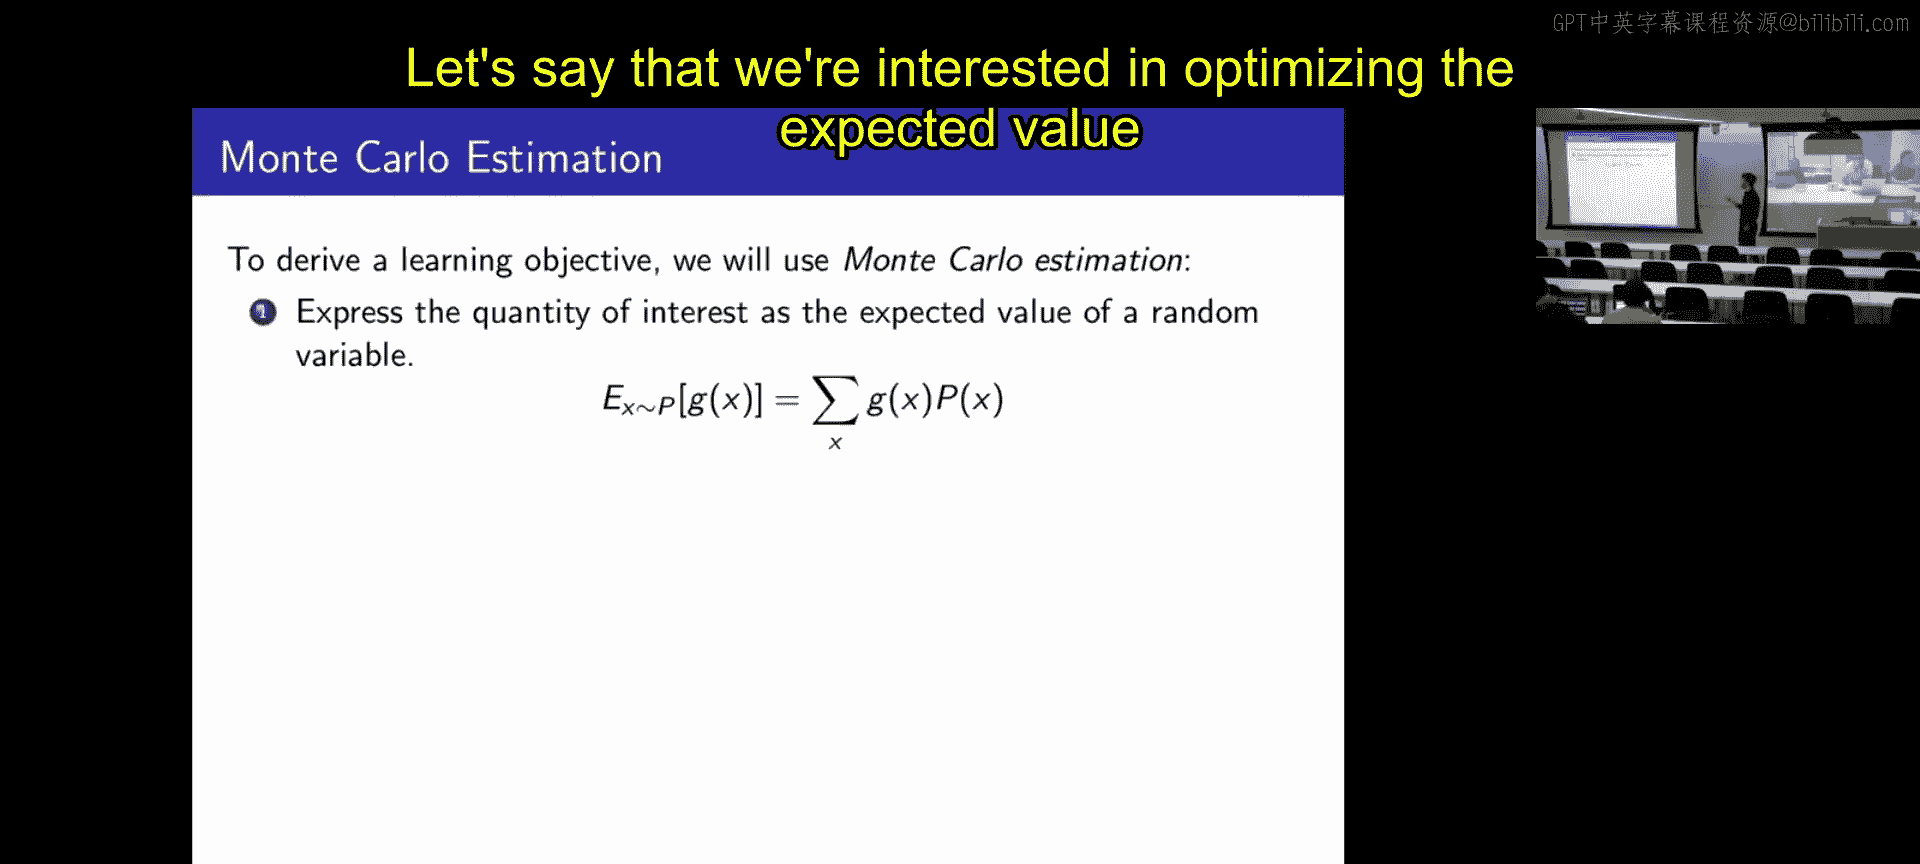 GPT中英字幕课程资源@bilibili.com
Let's say that we're interested in optimizing the
expected value
Monte Carlo Estimation
To derive a learning objective, we will use Monte Carlo estimation:
1 Express the quantity of interest as the expected value of a random
variable.
E_{x∼P}[g(x)] = ∑_x g(x)P(x)